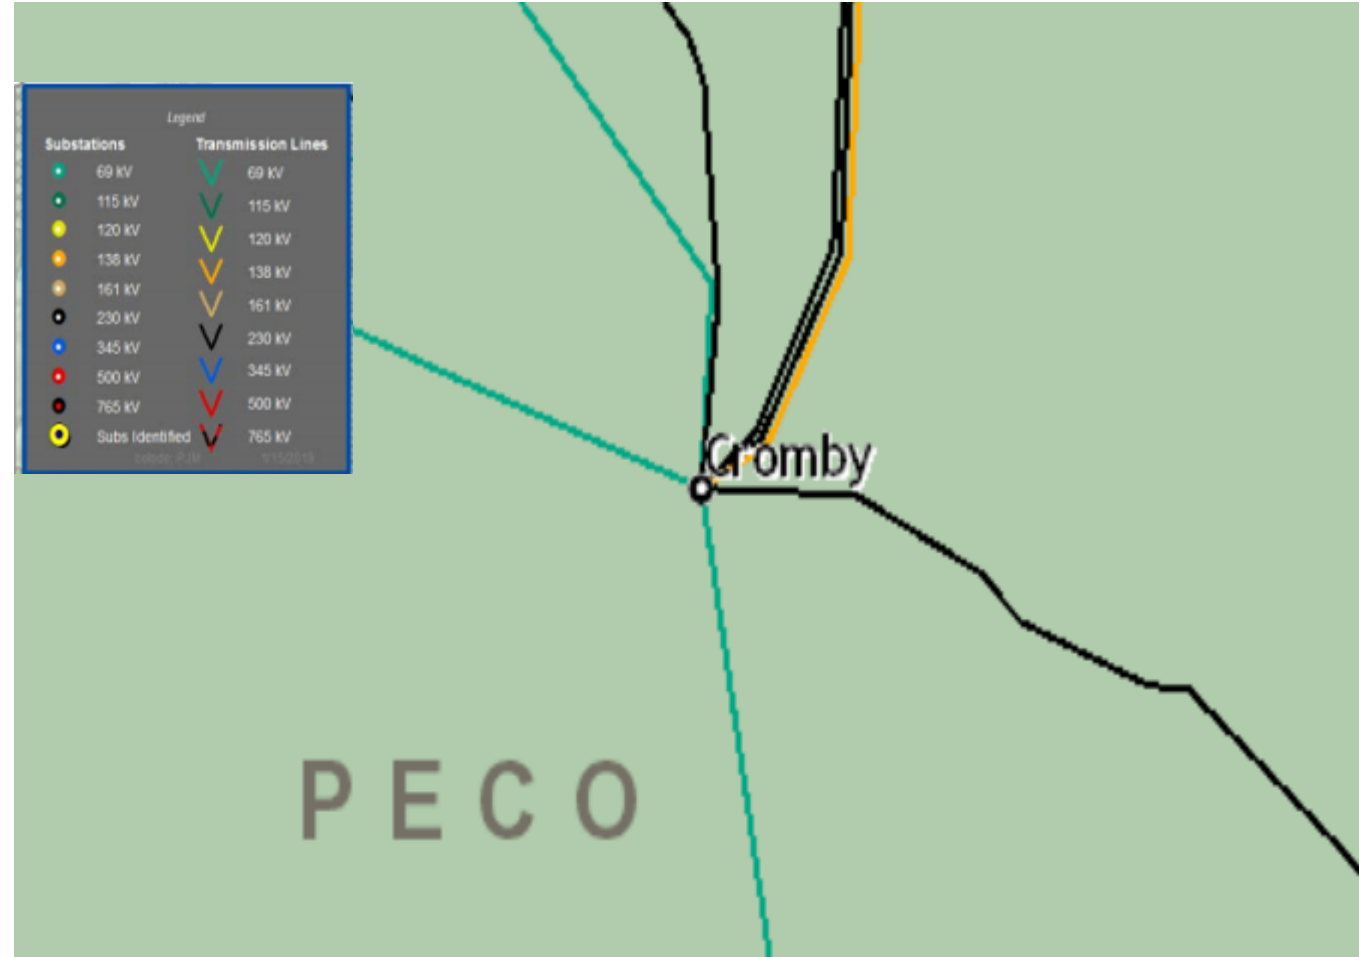 Legend
Substations Transmission Lines
69 kV 69 kV
115 kV 115 kV
120 kV 120 kV
138 kV 138 kV
161 kV 161 kV
230 kV 230 kV
345 kV 345 kV
500 kV 500 kV
765 kV 765 kV
Subs Identified
Cromby
PECO